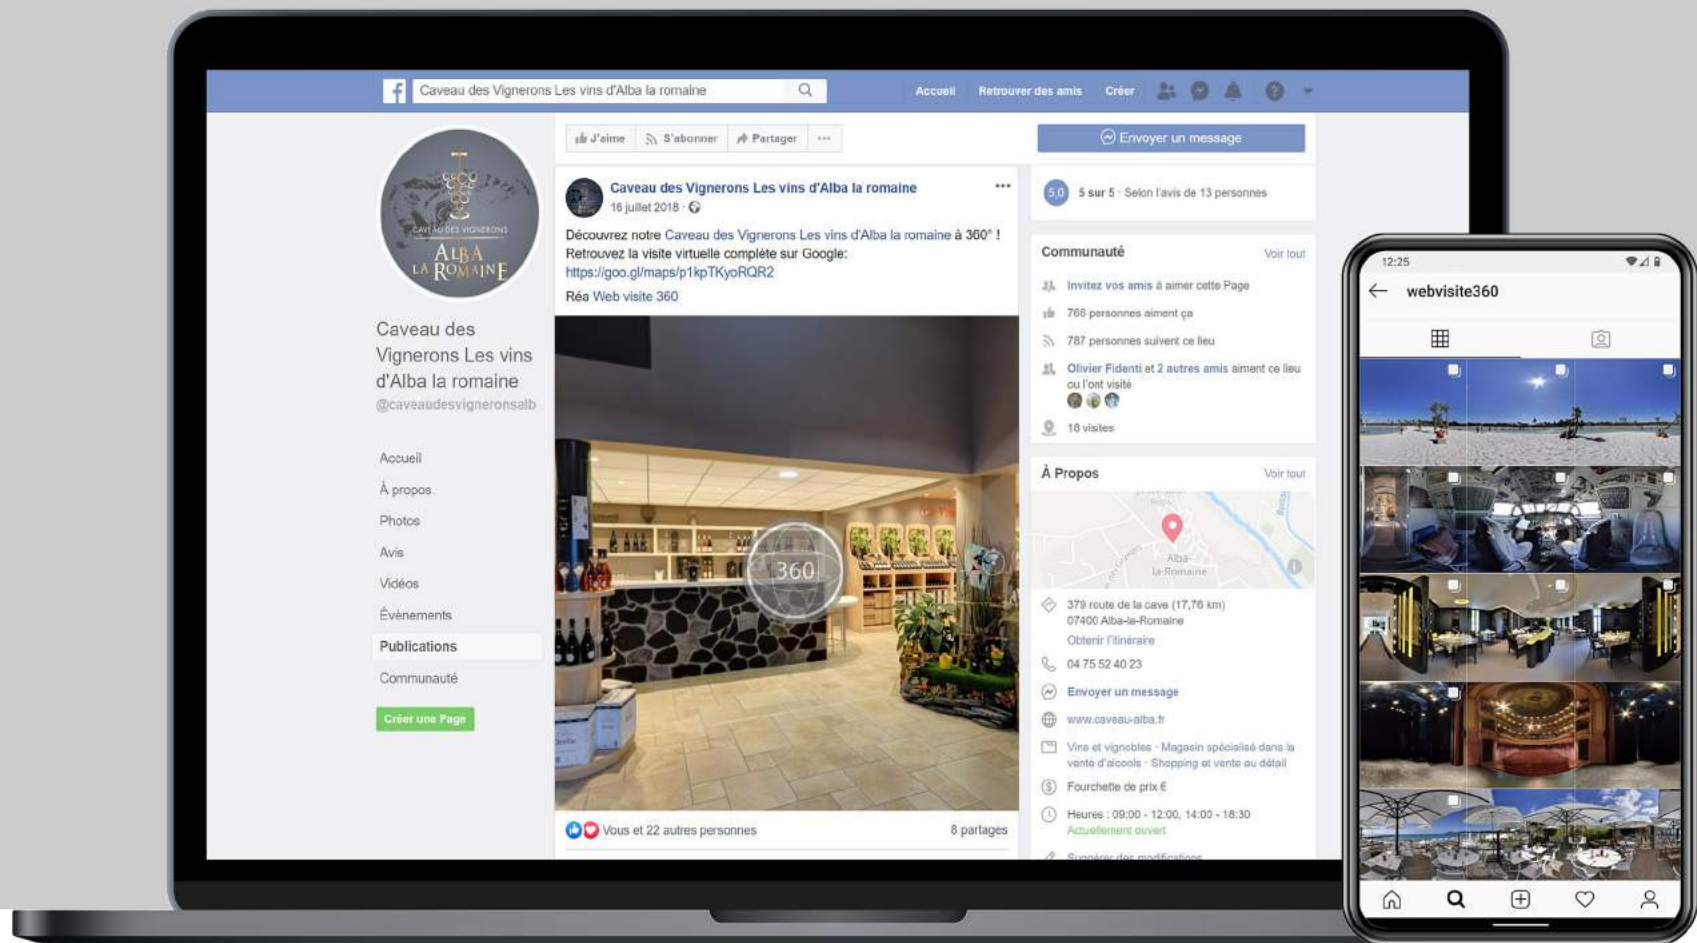 Caveau des Vignerons Les vins d'Alba la romaine
Accueil Retrouver des amis Créer
CAVEAU DES VIGNERONS
ALBA
LA ROMAINE
Caveau des
Vignerons Les vins
d'Alba la romaine
@caveaudesvigneronsalb
Accueil
À propos
Photos
Avis
Vidéos
Évènements
Publications
Communauté
Créer une Page
J'aime S'abonner Partager ...
Caveau des Vignerons Les vins d'Alba la romaine
16 juillet 2018 ·
Découvrez notre Caveau des Vignerons Les vins d'Alba la romaine à 360° !
Retrouvez la visite virtuelle complète sur Google:
https://goo.gl/maps/p1kpTKyoRQR2
Réa Web visite 360
360
Vous et 22 autres personnes 8 partages
Envoyer un message
5,0 5 sur 5 · Selon l'avis de 13 personnes
Communauté Voir tout
Invitez vos amis à aimer cette Page
768 personnes aiment ça
787 personnes suivent ce lieu
Olivier Fidenti et 2 autres amis aiment ce lieu
ou l'ont visité
18 visites
À Propos Voir tout
Alba-
la-Romaine
379 route de la cave (17,76 km)
07400 Alba-la-Romaine
Obtenir l'itinéraire
04 75 52 40 23
Envoyer un message
www.caveau-alba.fr
Vins et vignobles · Magasin spécialisé dans la
vente d'alcools · Shopping et vente au détail
Fourchette de prix €
Heures : 09:00 - 12:00, 14:00 - 18:30
Actuellement ouvert
Suggérer des modifications
12:25
webvisite360